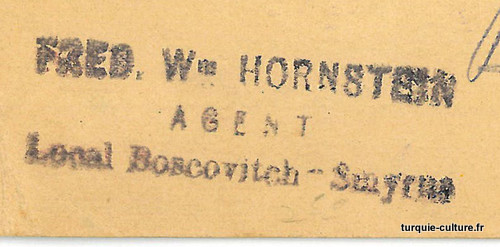 FRED. Wm HORNSTEIN
AGENT
Local Boscovitch - Smyrne
turquie-culture.fr